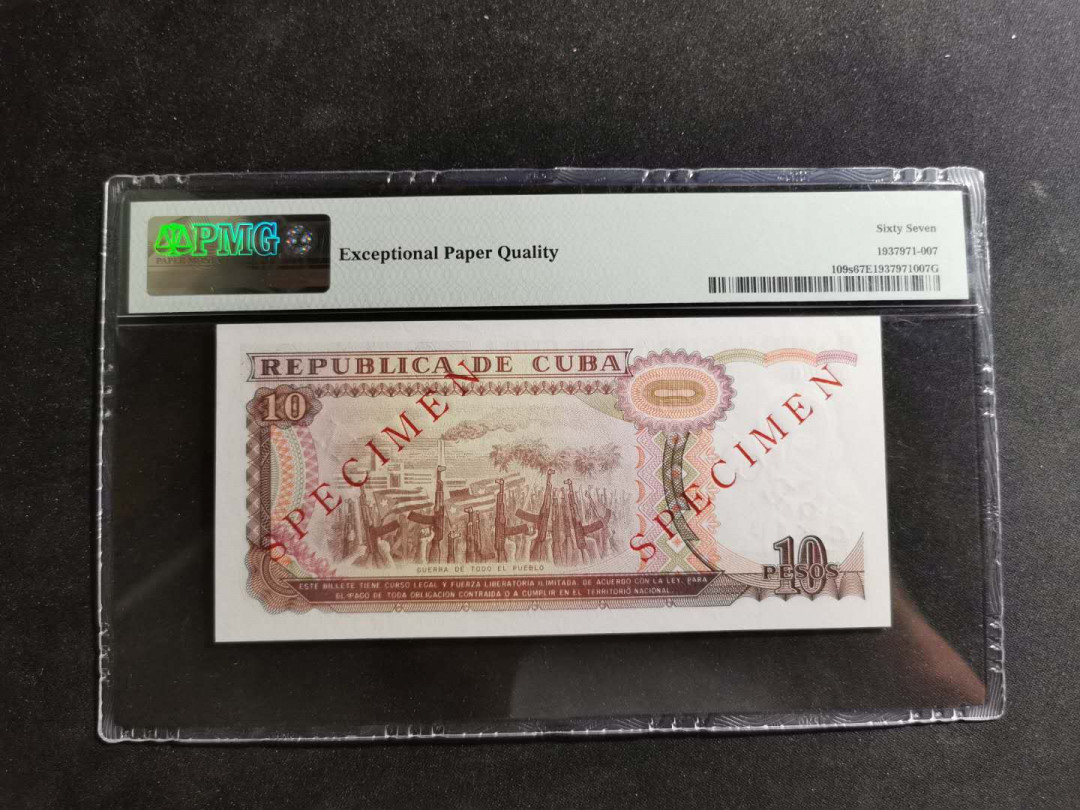 PMG
Exceptional Paper Quality
Sixty Seven
1937971-007
109s67E1937971007G
REPUBLICA DE CUBA
10
10
SPECIMEN
SPECIMEN
GUERRA DE TODO EL PUEBLO
10
PESOS
ESTE BILLETE TIENE CURSO LEGAL Y FUERZA LIBERATORIA ILIMITADA, DE ACUERDO CON LA LEY, PARA
EL PAGO DE TODA OBLIGACION CONTRAIDA O A CUMPLIR EN EL TERRITORIO NACIONAL.